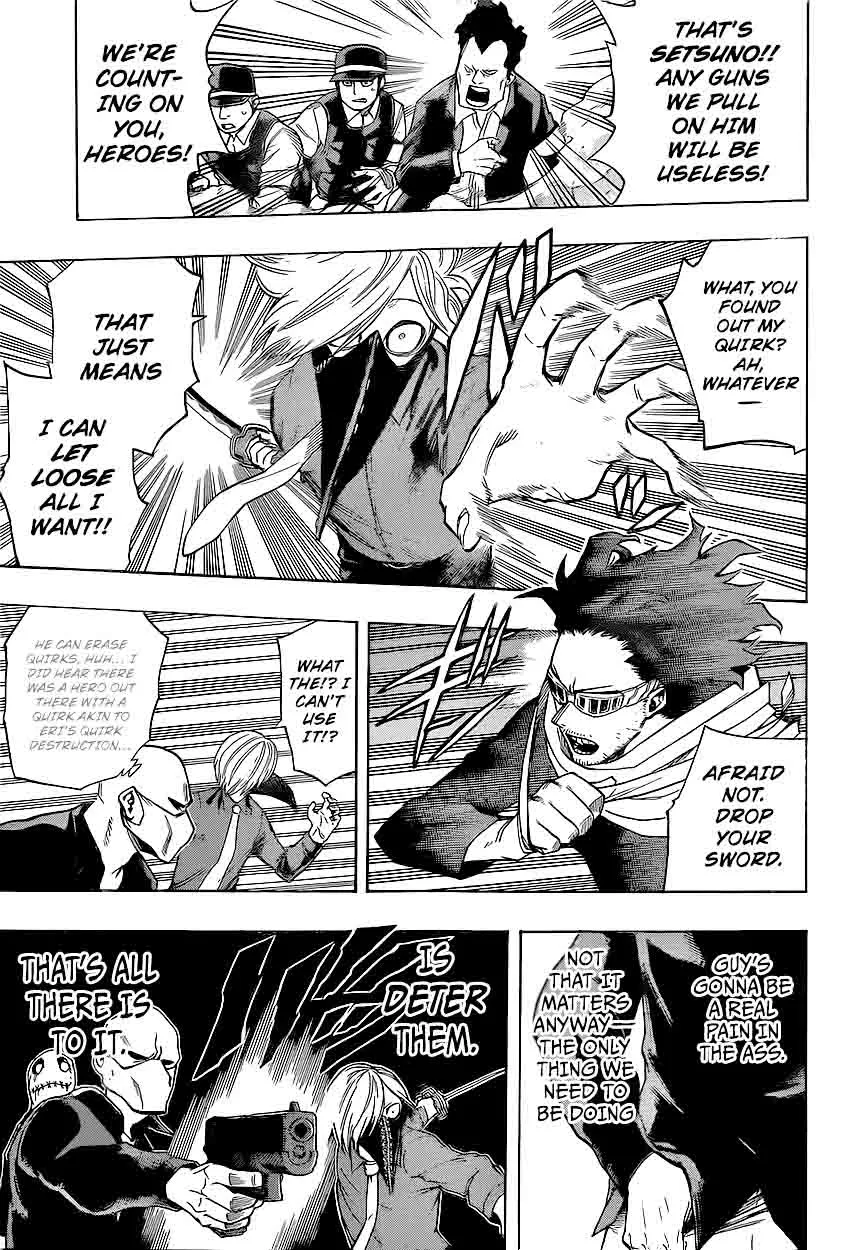 THAT'S
SETSUNO!!
ANY GUNS
WE PULL
ON HIM
WILL BE
USELESS!
WE'RE
COUNT-
ING ON
YOU,
HEROES!
WHAT, YOU
FOUND
OUT MY
QUIRK?
AH,
WHATEVER
—
THAT
JUST
MEANS
I CAN
LET
LOOSE
ALL I
WANT!!
AFRAID
NOT.
DROP
YOUR
SWORD.
WHAT
THE!? I
CAN'T
USE
IT!?
HE CAN ERASE
QUIRKS, HUH... I
DID HEAR THERE
WAS A HERO OUT
THERE WITH A
QUIRK AKIN TO
ERI'S QUIRK
DESTRUCTION...
GUY'S
GONNA BE
A REAL
PAIN IN
THE ASS.
NOT
THAT IT
MATTERS
ANYWAY—
THE ONLY
THING WE
NEED TO
BE DOING
IS
DETER
THEM.
THAT'S ALL
THERE IS
TO IT.